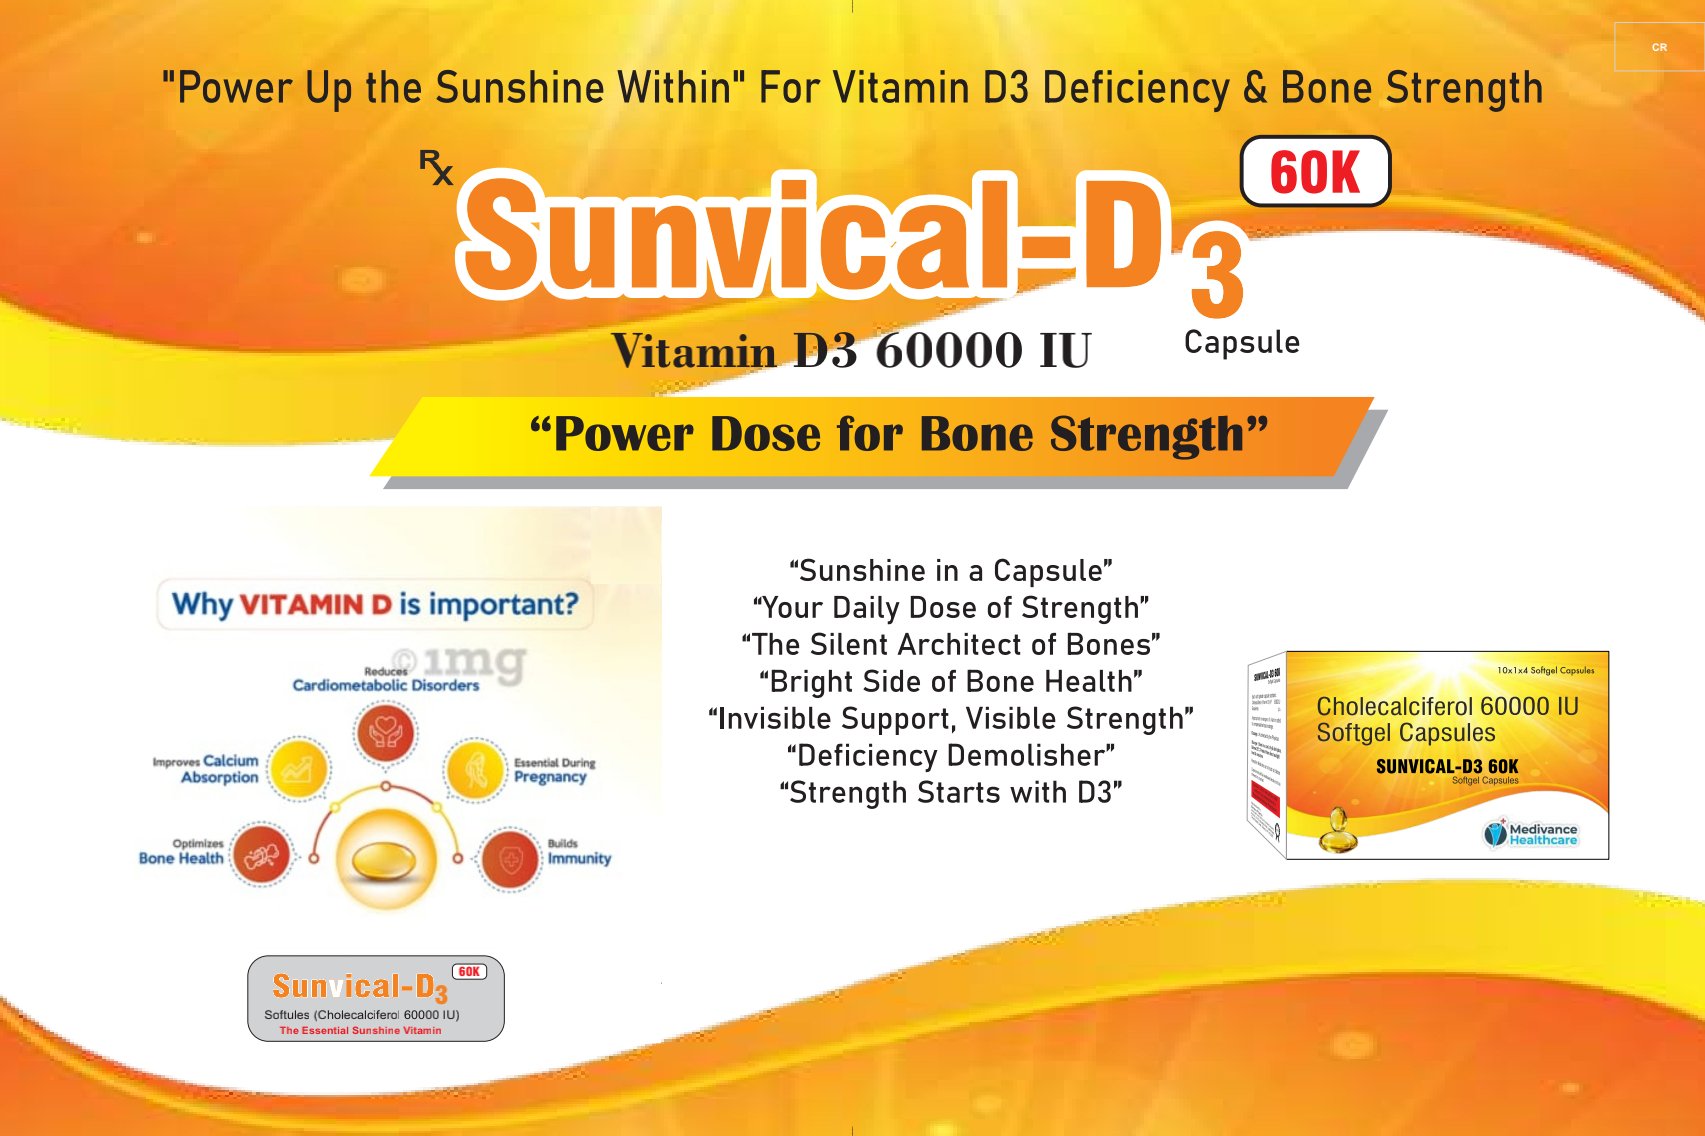 CR
"Power Up the Sunshine Within" For Vitamin D3 Deficiency & Bone Strength
Rx
Sunvical-D3
60K
Vitamin D3 60000 IU
Capsule
“Power Dose for Bone Strength”
Why VITAMIN D is important?
©1mg
Reduces
Cardiometabolic Disorders
Improves Calcium
Absorption
Essential During
Pregnancy
Optimizes
Bone Health
Builds
Immunity
“Sunshine in a Capsule”
“Your Daily Dose of Strength”
“The Silent Architect of Bones”
“Bright Side of Bone Health”
“Invisible Support, Visible Strength”
“Deficiency Demolisher”
“Strength Starts with D3”
10x1x4 Softgel Capsules
Cholecalciferol 60000 IU
Softgel Capsules
SUNVICAL-D3 60K
Softgel Capsules
Medivance
Healthcare
SUNVICAL-D3 60K
Sunvical-D3
60K
Softules (Cholecalciferol 60000 IU)
The Essential Sunshine Vitamin